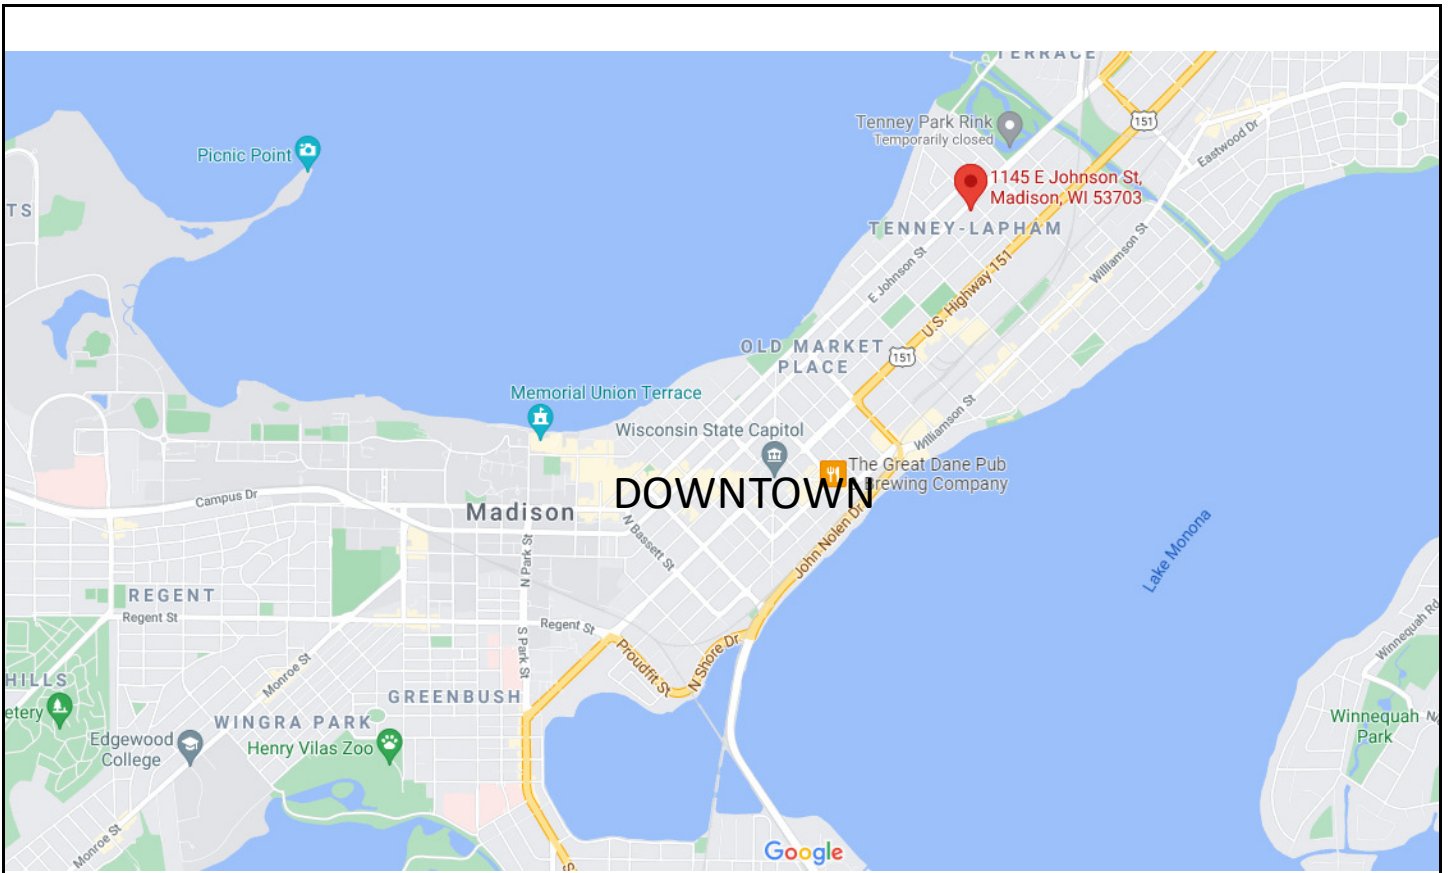 TERRACE
Tenney Park Rink
Temporarily closed
151
Eastwood Dr
Picnic Point
1145 E Johnson St,
Madison, WI 53703
TS
TENNEY-LAPHAM
Williamson St
E Johnson St
U.S. Highway 151
OLD MARKET
PLACE
151
Memorial Union Terrace
Wisconsin State Capitol
Williamson St
The Great Dane Pub
Brewing Company
DOWNTOWN
Campus Dr
Madison
N Bassett St
John Nolen Dr
Lake Monona
N Park St
REGENT
Regent St
Regent St
S Park St
Proudfit St
N Shore Dr
Winnequah Rd
Monroe St
HILLS
etery
GREENBUSH
WINGRA PARK
Edgewood
College
Henry Vilas Zoo
Winnequah
Park
Monroe St
Google